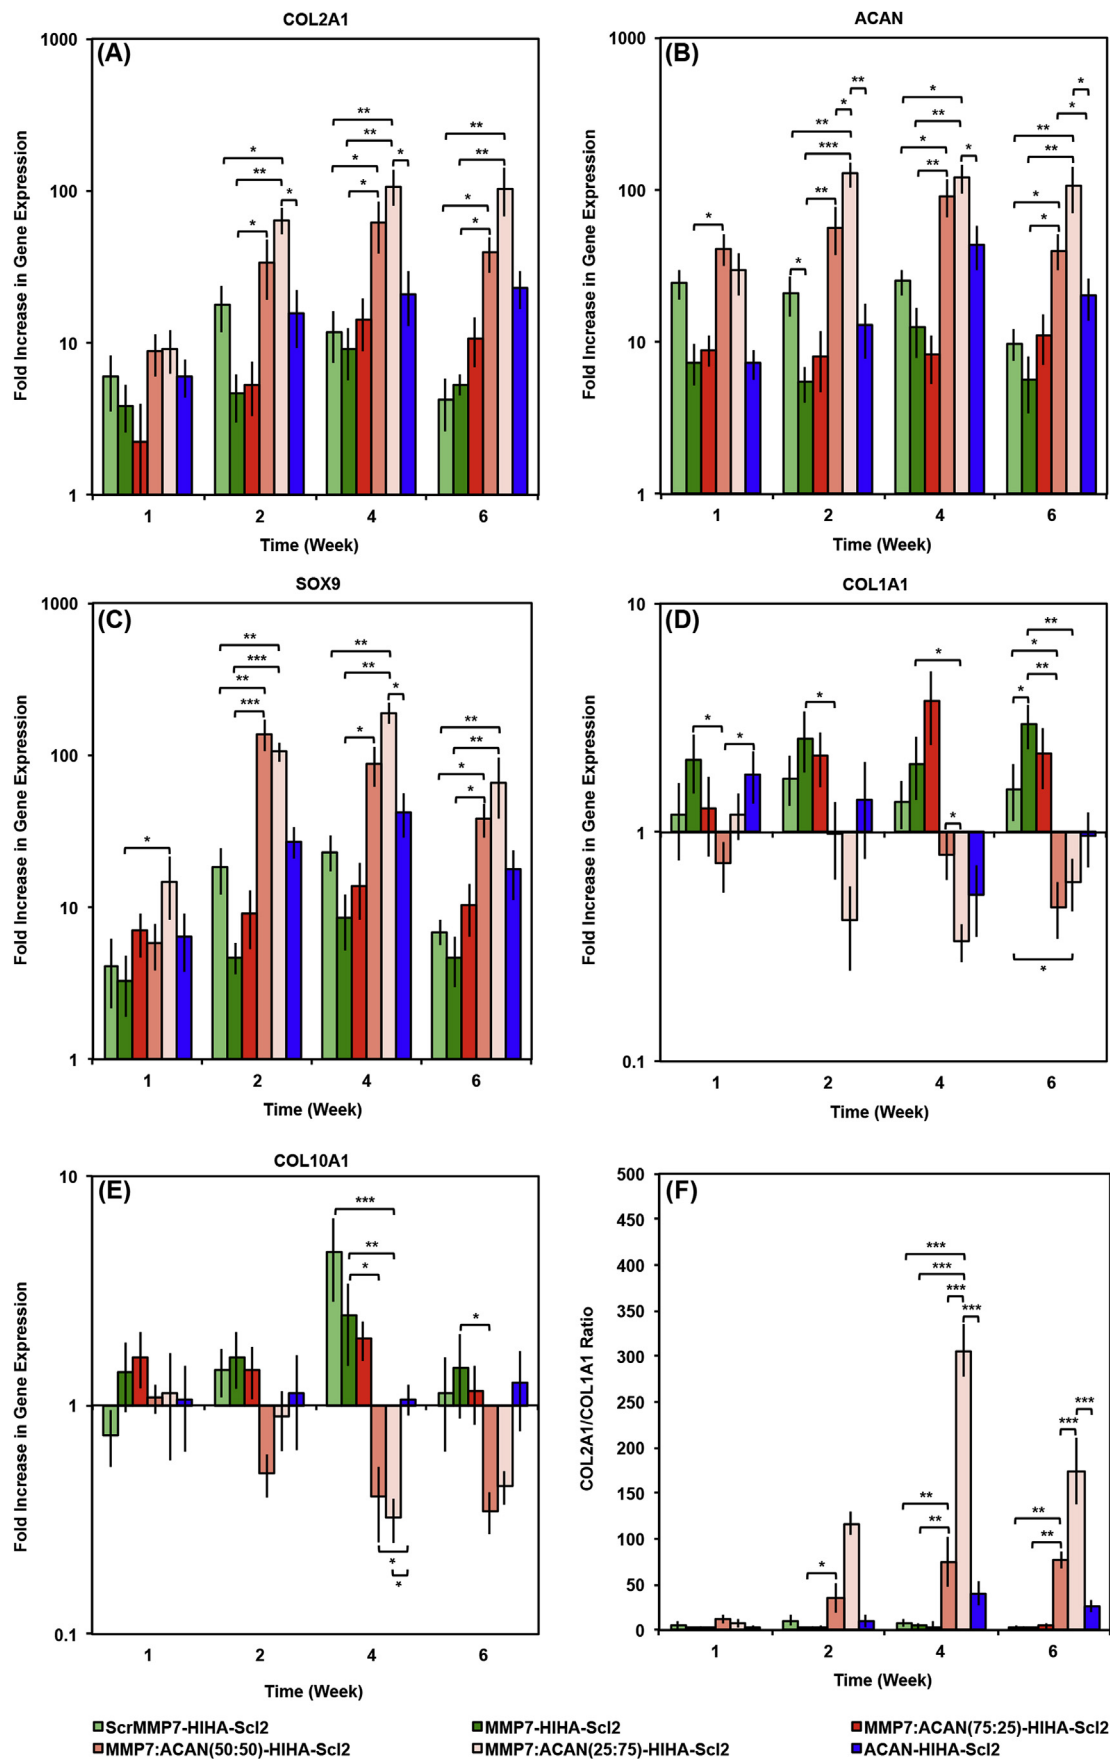 COL2A1
(A)
1000
100
10
1
Fold Increase in Gene Expression
* ** * ** ** * * * ** ** * *
1 2 4 6
Time (Week)
ACAN
(B)
1000
100
10
1
Fold Increase in Gene Expression
* * ** *** ** * ** * ** * ** * ** ** * * * *
1 2 4 6
Time (Week)
SOX9
(C)
1000
100
10
1
Fold Increase in Gene Expression
* ** *** ** *** ** ** * * ** ** * *
1 2 4 6
Time (Week)
COL1A1
(D)
10
1
0.1
Fold Increase in Gene Expression
* * * * * ** * ** * *
1 2 4 6
Time (Week)
COL10A1
(E)
10
1
0.1
Fold Increase in Gene Expression
*** ** * * * *
1 2 4 6
Time (Week)
(F)
500
450
400
350
300
250
200
150
100
50
0
COL2A1/COL1A1 Ratio
* *** *** *** *** ** ** *** *** ** **
1 2 4 6
Time (Week)
ScrMMP7-HIHA-Scl2
MMP7-HIHA-Scl2
MMP7:ACAN(75:25)-HIHA-Scl2
MMP7:ACAN(50:50)-HIHA-Scl2
MMP7:ACAN(25:75)-HIHA-Scl2
ACAN-HIHA-Scl2